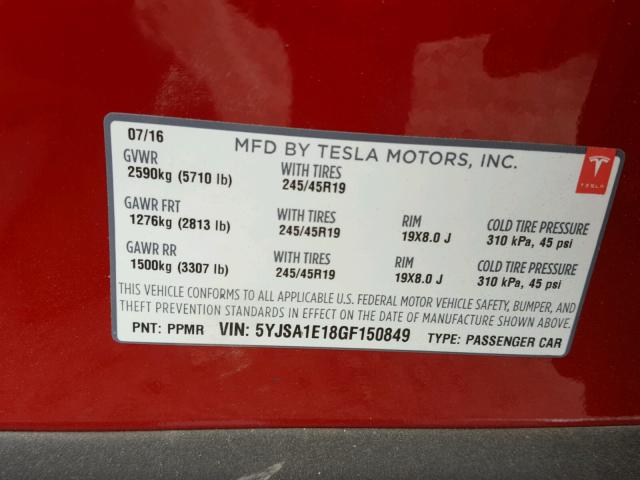 07/16
MFD BY TESLA MOTORS, INC.
GVWR
2590kg (5710 lb) WITH TIRES 245/45R19
TESLA
GAWR FRT
1276kg (2813 lb) WITH TIRES 245/45R19 RIM 19X8.0 J COLD TIRE PRESSURE 310 kPa, 45 psi
GAWR RR
1500kg (3307 lb) WITH TIRES 245/45R19 RIM 19X8.0 J COLD TIRE PRESSURE 310 kPa, 45 psi
THIS VEHICLE CONFORMS TO ALL APPLICABLE U.S. FEDERAL MOTOR VEHICLE SAFETY, BUMPER, AND
THEFT PREVENTION STANDARDS IN EFFECT ON THE DATE OF MANUFACTURE SHOWN ABOVE.
PNT: PPMR VIN: 5YJSA1E18GF150849 TYPE: PASSENGER CAR